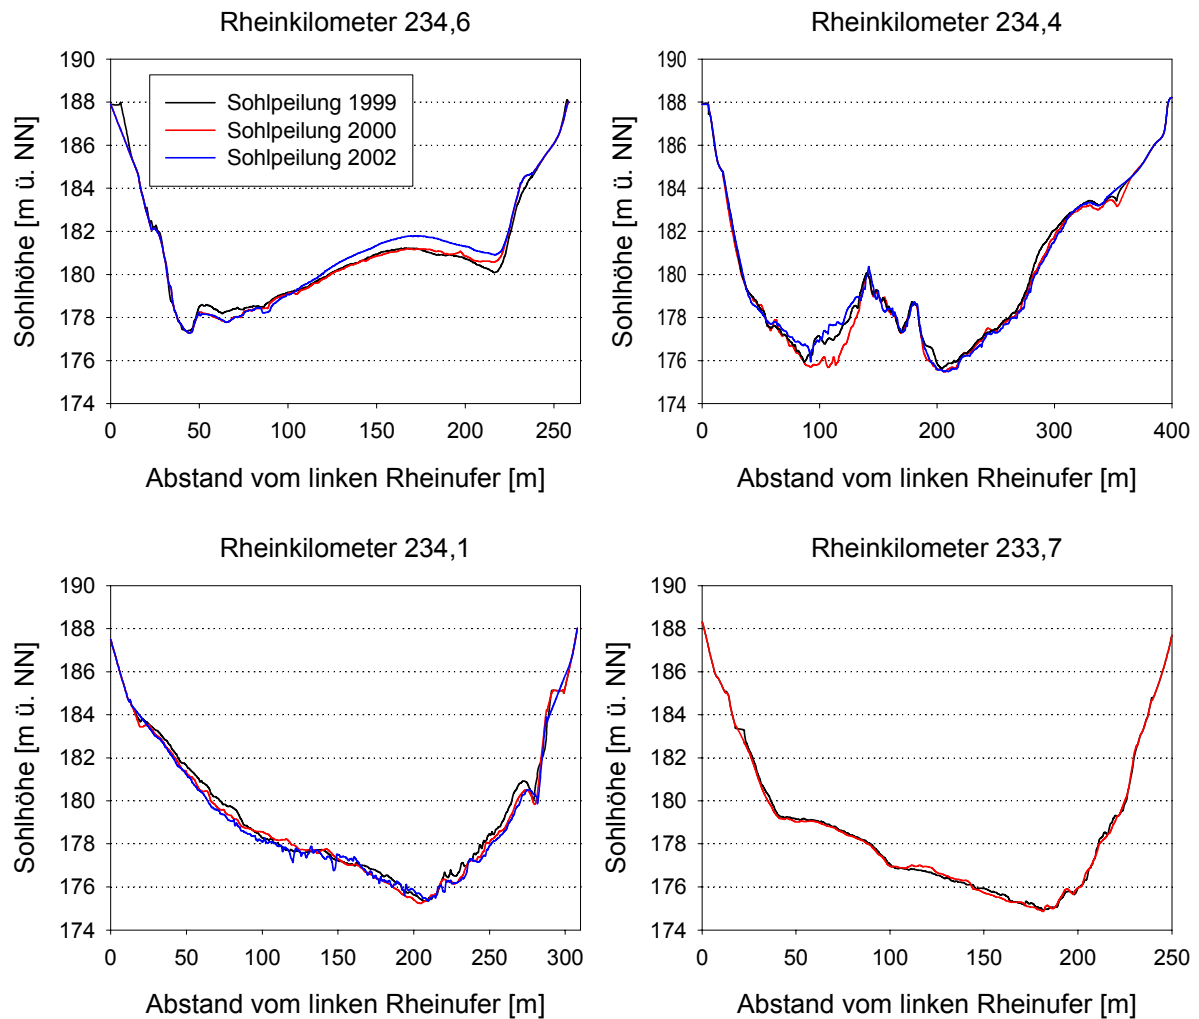 Rheinkilometer 234,6
Sohlhöhe [m ü. NN]
190
188
186
184
182
180
178
176
174
Sohlpeilung 1999
Sohlpeilung 2000
Sohlpeilung 2002
0 50 100 150 200 250
Abstand vom linken Rheinufer [m]
Rheinkilometer 234,4
Sohlhöhe [m ü. NN]
190
188
186
184
182
180
178
176
174
0 100 200 300 400
Abstand vom linken Rheinufer [m]
Rheinkilometer 234,1
Sohlhöhe [m ü. NN]
190
188
186
184
182
180
178
176
174
0 50 100 150 200 250 300
Abstand vom linken Rheinufer [m]
Rheinkilometer 233,7
Sohlhöhe [m ü. NN]
190
188
186
184
182
180
178
176
174
0 50 100 150 200 250
Abstand vom linken Rheinufer [m]